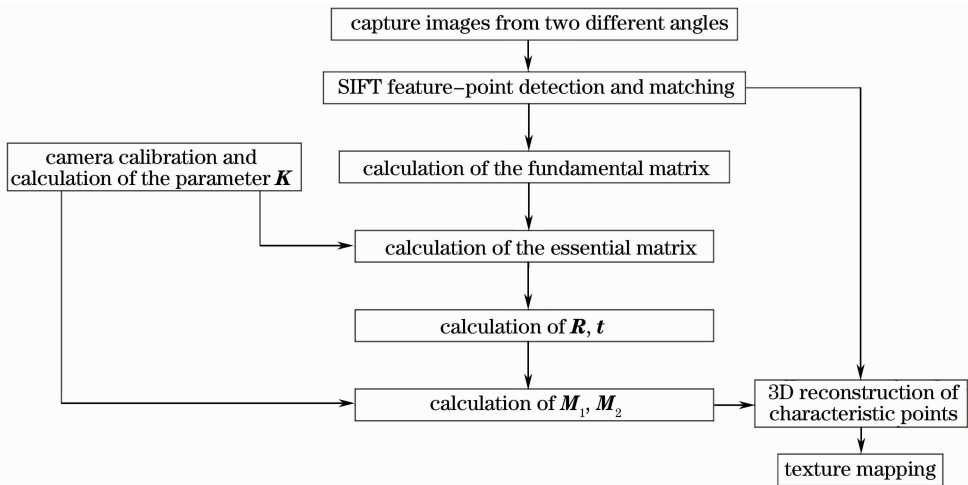 capture images from two different angles
SIFT feature-point detection and matching
camera calibration and
calculation of the parameter K
calculation of the fundamental matrix
calculation of the essential matrix
calculation of R, t
calculation of M₁, M₂
3D reconstruction of
characteristic points
texture mapping